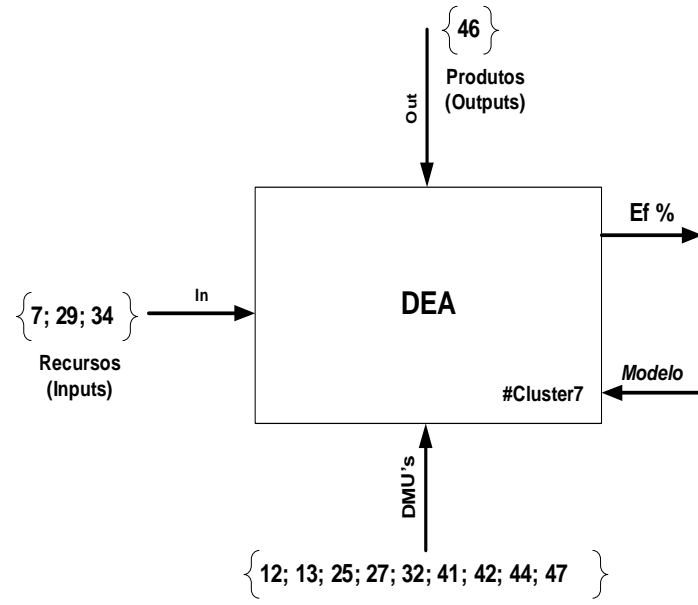 {46}
Produtos
(Outputs)
Out
Ef %
DEA
In
{7; 29; 34}
Recursos
(Inputs)
Modelo
#Cluster7
DMU's
{12; 13; 25; 27; 32; 41; 42; 44; 47 }